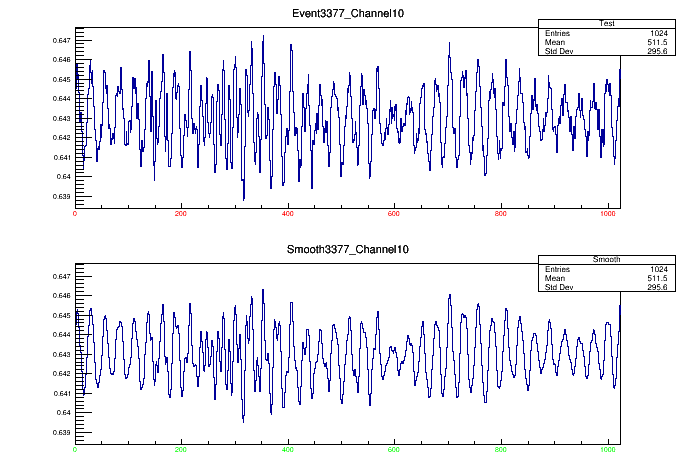 Event3377_Channel10
Test
Entries 1024
Mean 511.5
Std Dev 295.6
0.647
0.646
0.645
0.644
0.643
0.642
0.641
0.64
0.639
0 200 400 600 800 1000
Smooth3377_Channel10
Smooth
Entries 1024
Mean 511.5
Std Dev 295.6
0.647
0.646
0.645
0.644
0.643
0.642
0.641
0.64
0.639
0 200 400 600 800 1000